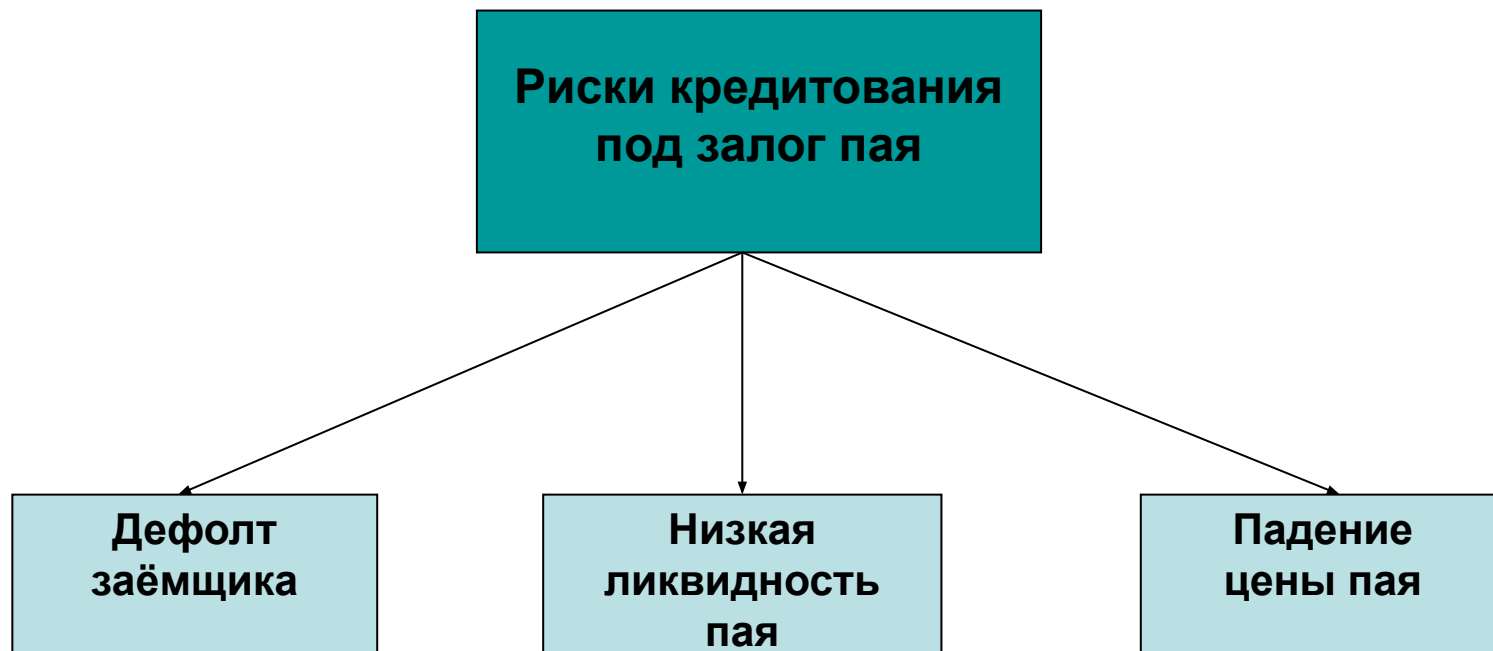 Риски кредитования
под залог пая
Дефолт
заёмщика
Низкая
ликвидность
пая
Падение
цены пая